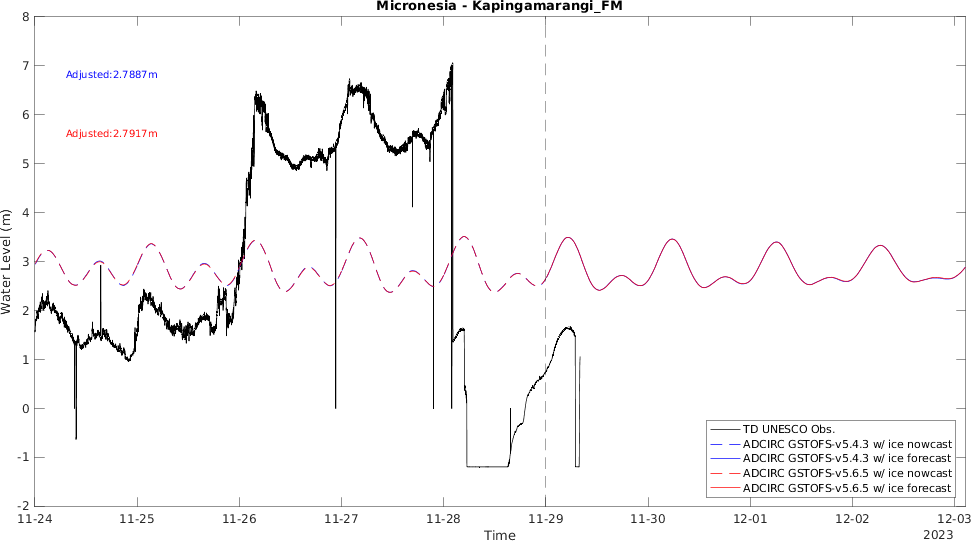 Micronesia - Kapingamarangi_FM
8
7
6
5
4
3
2
1
0
-1
-2
Water Level (m)
Adjusted:2.7887m
Adjusted:2.7917m
TD UNESCO Obs.
ADCIRC GSTOFS-v5.4.3 w/ ice nowcast
ADCIRC GSTOFS-v5.4.3 w/ ice forecast
ADCIRC GSTOFS-v5.6.5 w/ ice nowcast
ADCIRC GSTOFS-v5.6.5 w/ ice forecast
11-24 11-25 11-26 11-27 11-28 11-29 11-30 12-01 12-02 12-03
Time
2023